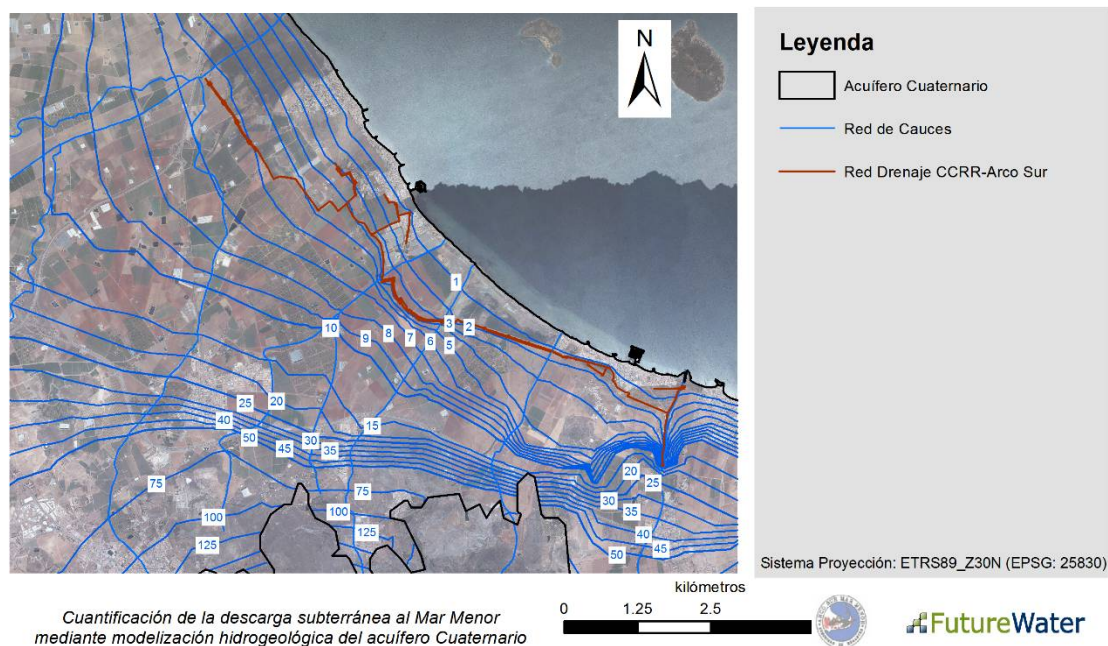 N
Leyenda
Acuífero Cuaternario
Red de Cauces
Red Drenaje CCRR-Arco Sur
1
3
2
10
9
8
7
6
5
25
20
40
50
45
30
35
15
75
100
125
75
100
125
20
25
30
35
40
50
45
Sistema Proyección: ETRS89_Z30N (EPSG: 25830)
kilómetros
0 1.25 2.5
Cuantificación de la descarga subterránea al Mar Menor
mediante modelización hidrogeológica del acuífero Cuaternario
FutureWater